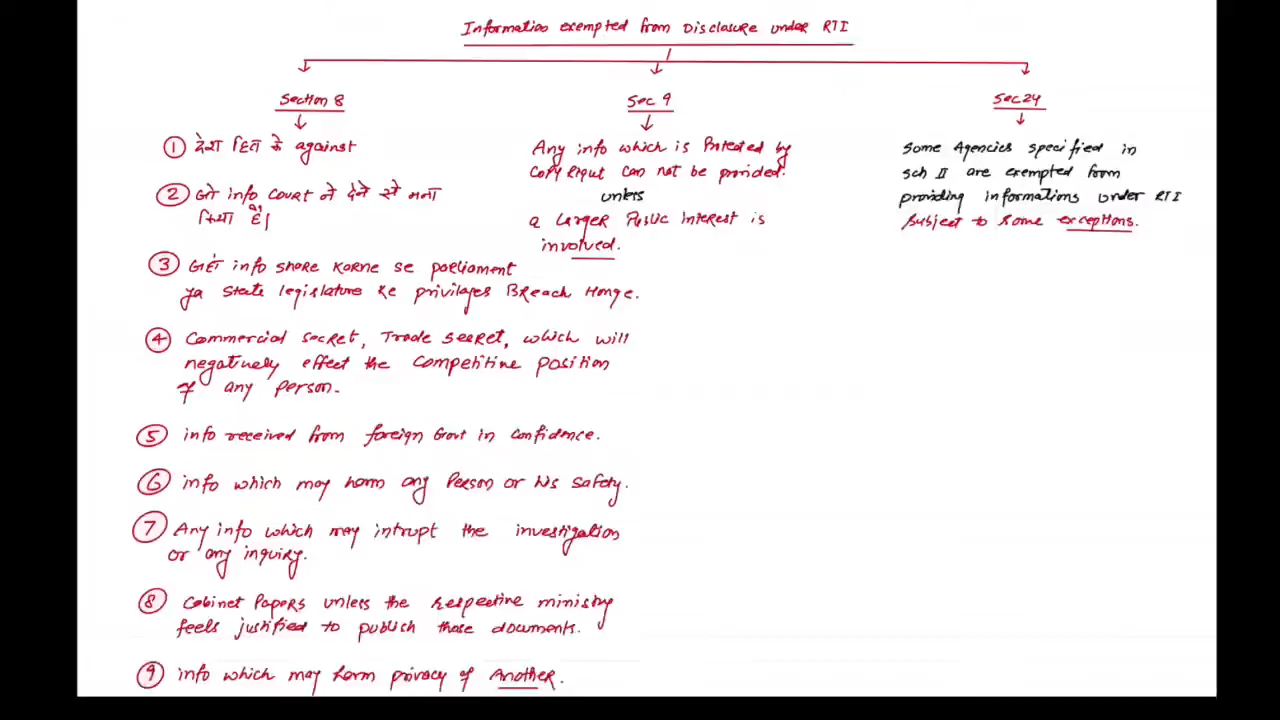 Information exempted from Disclosure under RTI
Section 8
① देश हित के against
② जो info Court ने देने से मना
किया है।
③ जहाँ info share karne se parliament
ya state legislature ke privilages Breach Honge.
④ Commercial secret, Trade secret, which will
negatively effect the competitive position
of any person.
⑤ info received from foreign Govt in confidence.
⑥ info which may harm any Person or his safety.
⑦ Any info which may intrupt the investigation
or any inquiry.
⑧ Cabinet Papers unless the respective ministry
feels justified to publish those documents.
⑨ info which may harm privacy of Another.
Sec 9
Any info which is Protected by
Copy Right Can not be provided.
unless
a Larger Public interest is
involved.
Sec 24
Some Agencies specified in
sch II are exempted from
providing informations under RTI
subject to some exceptions.